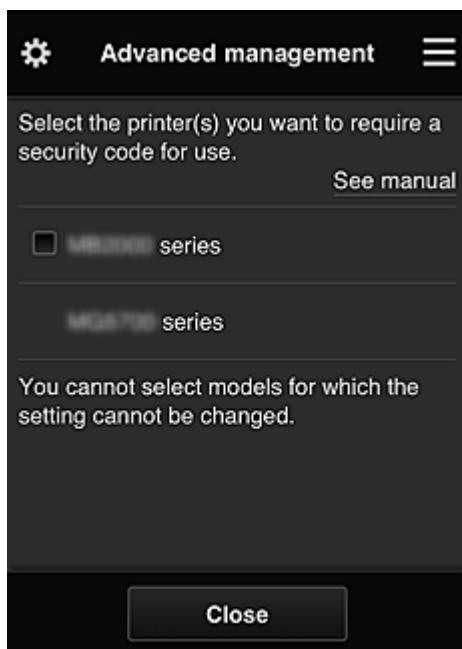 Advanced management
Select the printer(s) you want to require a
security code for use.
See manual
series
series
You cannot select models for which the
setting cannot be changed.
Close